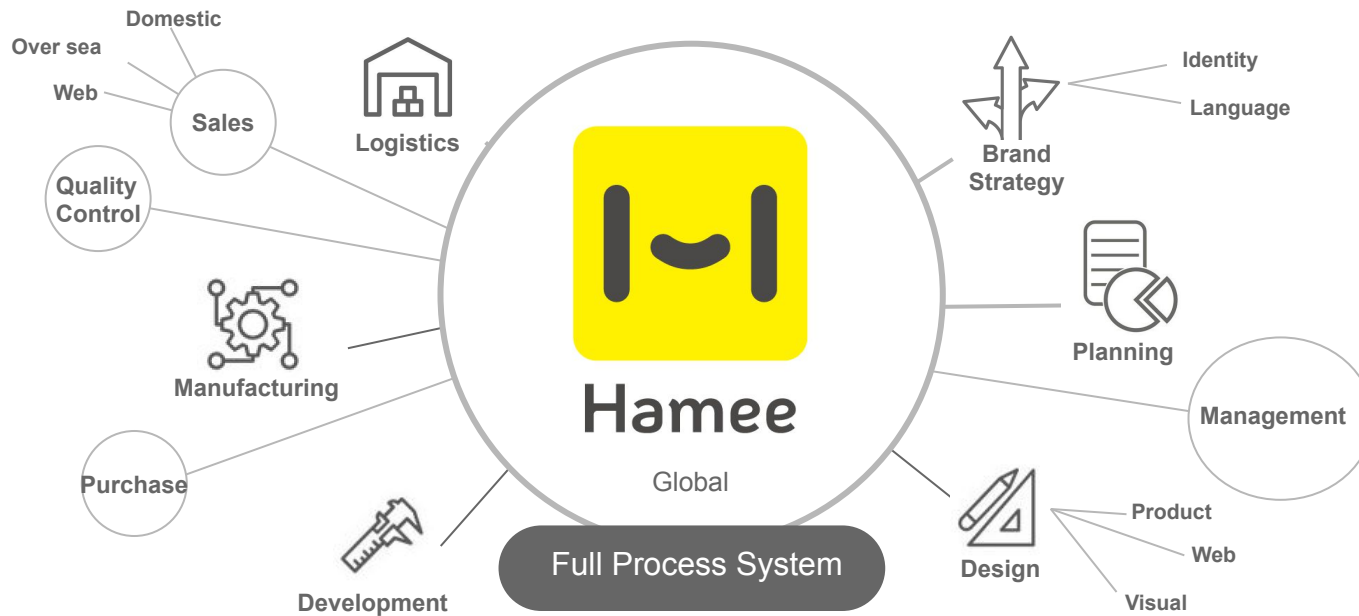 Domestic
Over sea
Web
Sales
Logistics
Quality
Control
Manufacturing
Purchase
Development
Hamee
Global
Full Process System
Brand
Strategy
Identity
Language
Planning
Management
Design
Product
Web
Visual